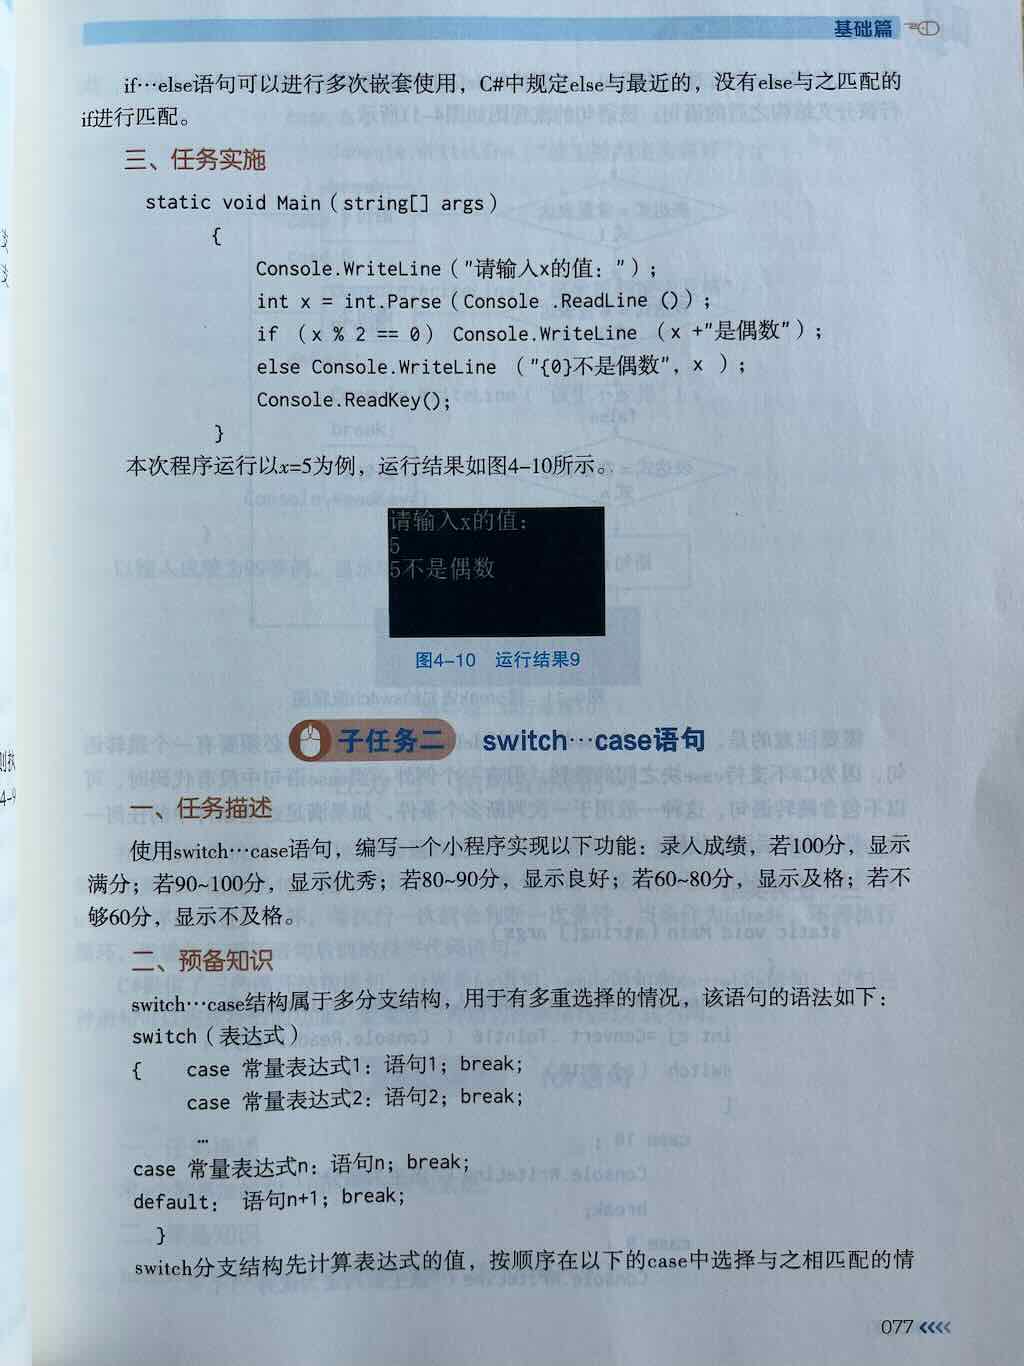 基础篇
if…else语句可以进行多次嵌套使用，C#中规定else与最近的，没有else与之匹配的
if进行匹配。
三、任务实施
static void Main（string[] args）
{
Console.WriteLine（"请输入x的值："）;
int x = int.Parse（Console .ReadLine （））;
if （x % 2 == 0） Console.WriteLine （x +"是偶数"）;
else Console.WriteLine （"{0}不是偶数"，x ）;
Console.ReadKey();
}
本次程序运行以x=5为例，运行结果如图4-10所示。
请输入x的值：
5
5不是偶数
图4-10 运行结果9
子任务二 switch…case语句
一、任务描述
使用switch…case语句，编写一个小程序实现以下功能：录入成绩，若100分，显示
满分；若90~100分，显示优秀；若80~90分，显示良好；若60~80分，显示及格；若不
够60分，显示不及格。
二、预备知识
switch…case结构属于多分支结构，用于有多重选择的情况，该语句的语法如下：
switch（表达式）
{ case 常量表达式1：语句1；break;
case 常量表达式2：语句2；break;
…
case 常量表达式n：语句n；break;
default： 语句n+1；break;
}
switch分支结构先计算表达式的值，按顺序在以下的case中选择与之相匹配的情
077